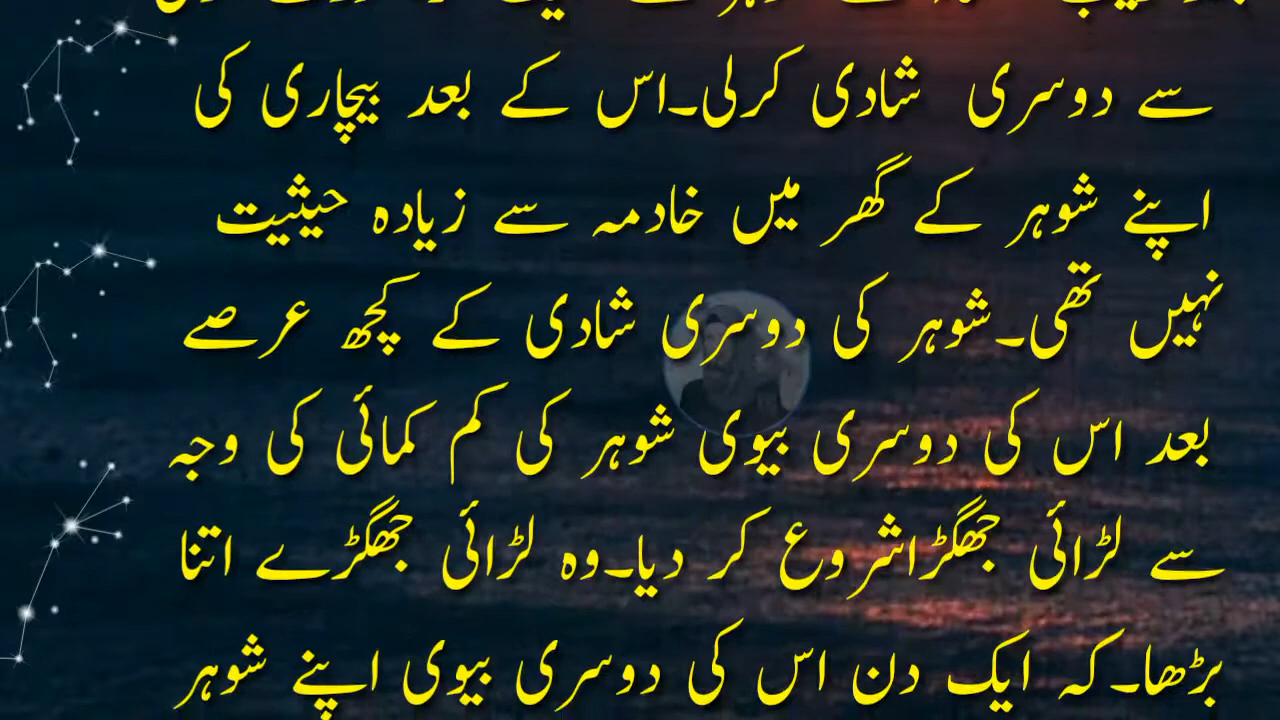 سے دوسری شادی کرلی۔اس کے بعد بیچاری کی
اپنے شوہر کے گھر میں خادمہ سے زیادہ حیثیت
نہیں تھی۔شوہر کی دوسری شادی کے کچھ عرصے
بعد اس کی دوسری بیوی شوہر کی کم کمائی کی وجہ
سے لڑائی جھگڑاشروع کر دیا۔وہ لڑائی جھگڑے اتنا
بڑھا۔کہ ایک دن اس کی دوسری بیوی اپنے شوہر